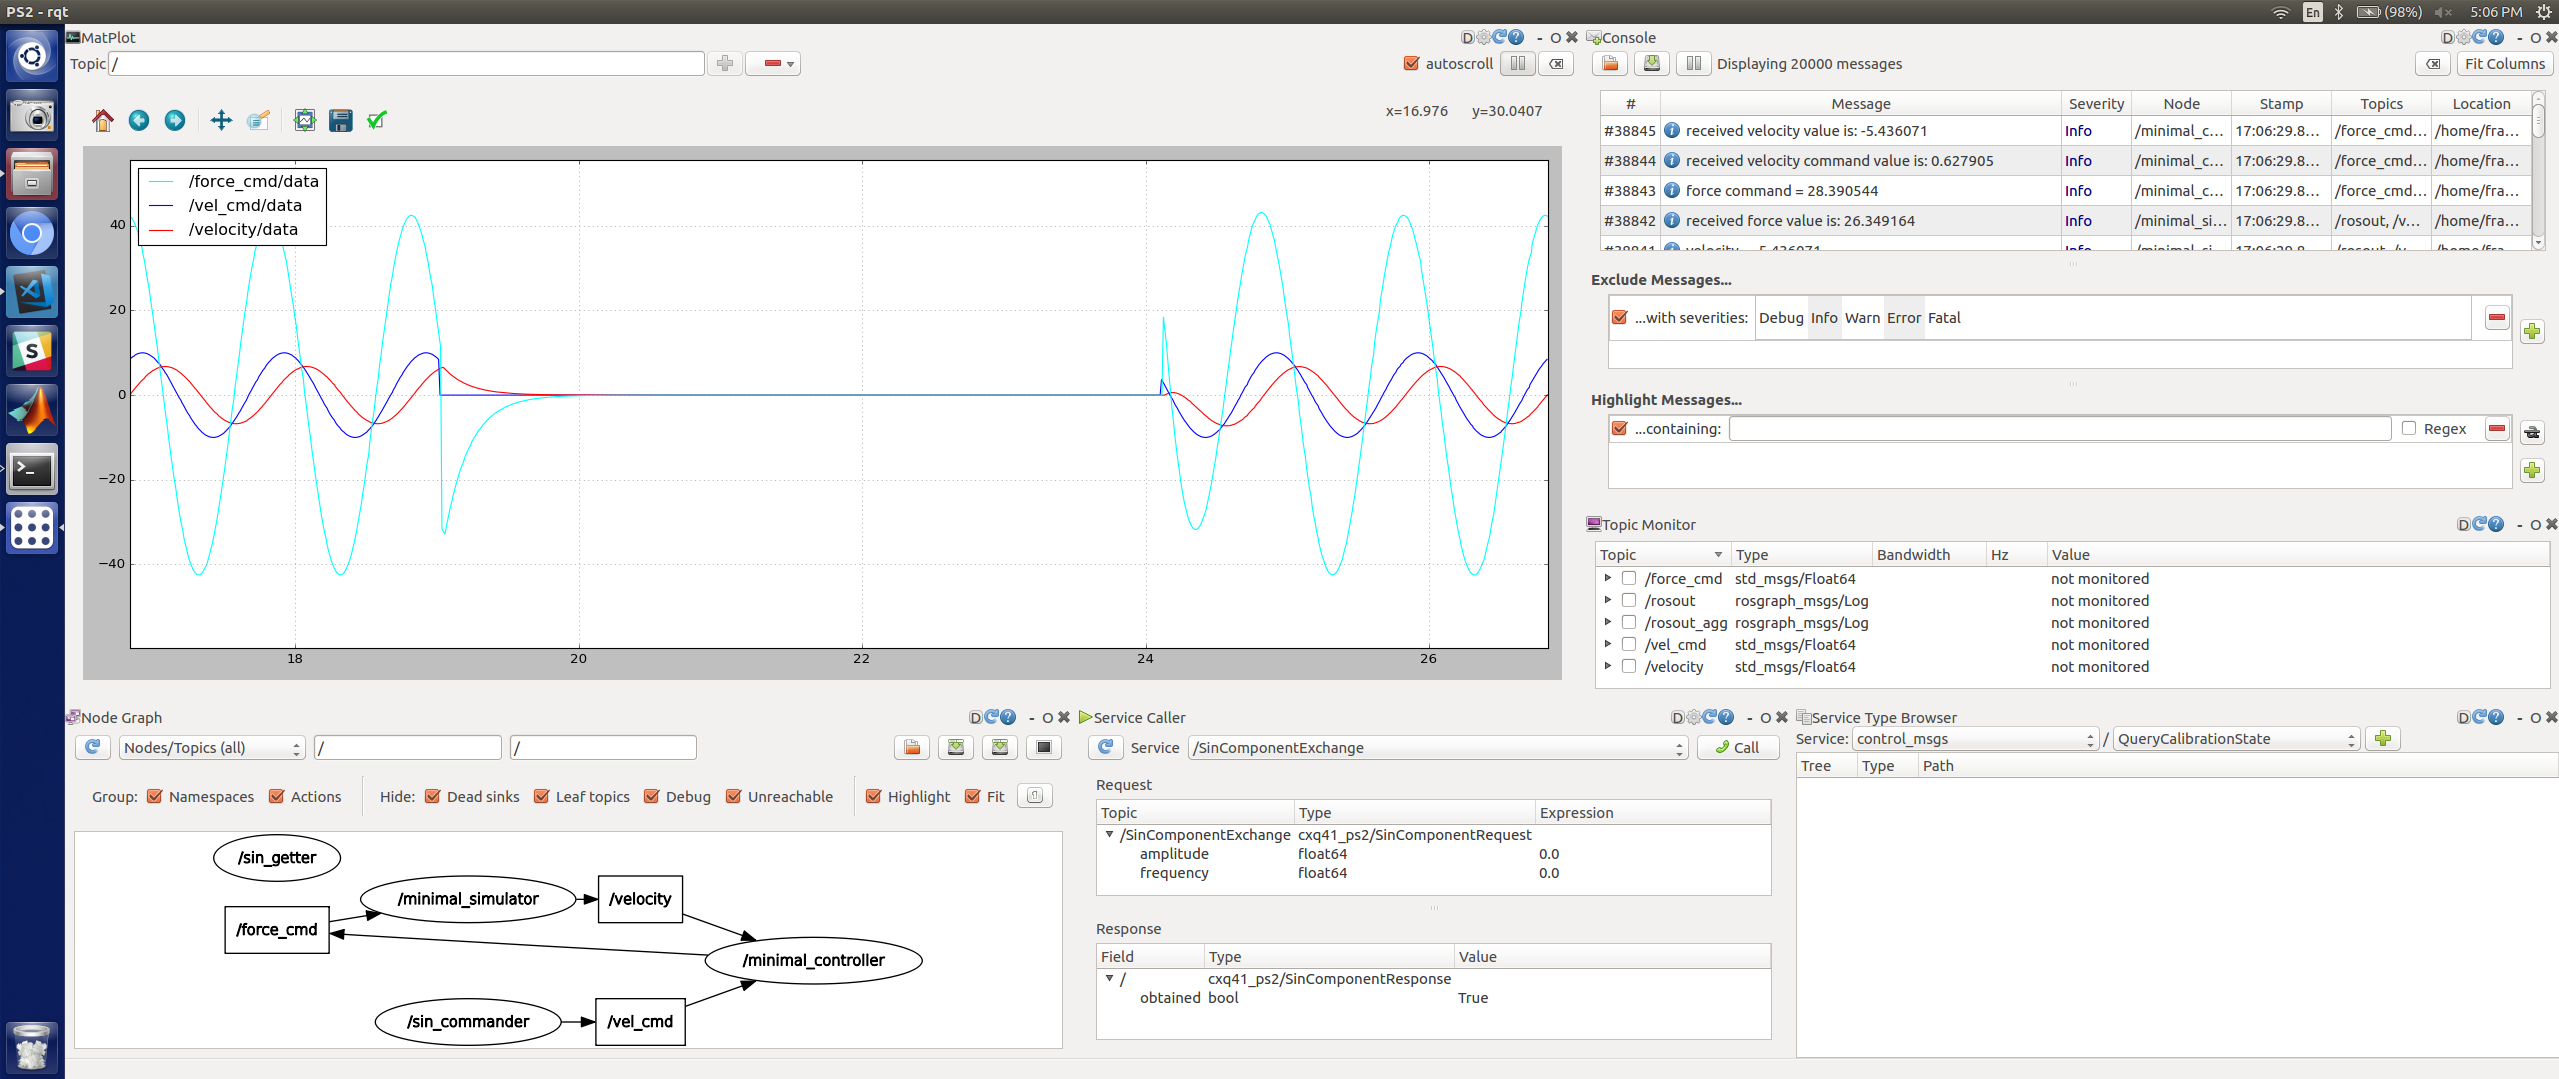 PS2 - rqt
En (98%) 5:06 PM
MatPlot
D - O
Topic /
autoscroll
x=16.976 y=30.0407
/force_cmd/data
/vel_cmd/data
/velocity/data
40
20
0
−20
−40
18 20 22 24 26
Console
D - O
Displaying 20000 messages
Fit Columns
# Message Severity Node Stamp Topics Location
#38845 received velocity value is: -5.436071 Info /minimal_c... 17:06:29.8... /force_cmd... /home/fra...
#38844 received velocity command value is: 0.627905 Info /minimal_c... 17:06:29.8... /force_cmd... /home/fra...
#38843 force command = 28.390544 Info /minimal_c... 17:06:29.8... /force_cmd... /home/fra...
#38842 received force value is: 26.349164 Info /minimal_si... 17:06:29.8... /rosout, /v... /home/fra...
Exclude Messages...
...with severities: Debug Info Warn Error Fatal
Highlight Messages...
...containing: Regex
Topic Monitor
D - O
Topic Type Bandwidth Hz Value
/force_cmd std_msgs/Float64 not monitored
/rosout rosgraph_msgs/Log not monitored
/rosout_agg rosgraph_msgs/Log not monitored
/vel_cmd std_msgs/Float64 not monitored
/velocity std_msgs/Float64 not monitored
Node Graph
D - O
Nodes/Topics (all) / /
Group: Namespaces Actions Hide: Dead sinks Leaf topics Debug Unreachable Highlight Fit
/sin_getter
/minimal_simulator
/velocity
/force_cmd
/minimal_controller
/sin_commander
/vel_cmd
Service Caller
D - O
Service /SinComponentExchange Call
Request
Topic Type Expression
/SinComponentExchange cxq41_ps2/SinComponentRequest
amplitude float64 0.0
frequency float64 0.0
Response
Field Type Value
/ cxq41_ps2/SinComponentResponse
obtained bool True
Service Type Browser
D - O
Service: control_msgs / QueryCalibrationState
Tree Type Path